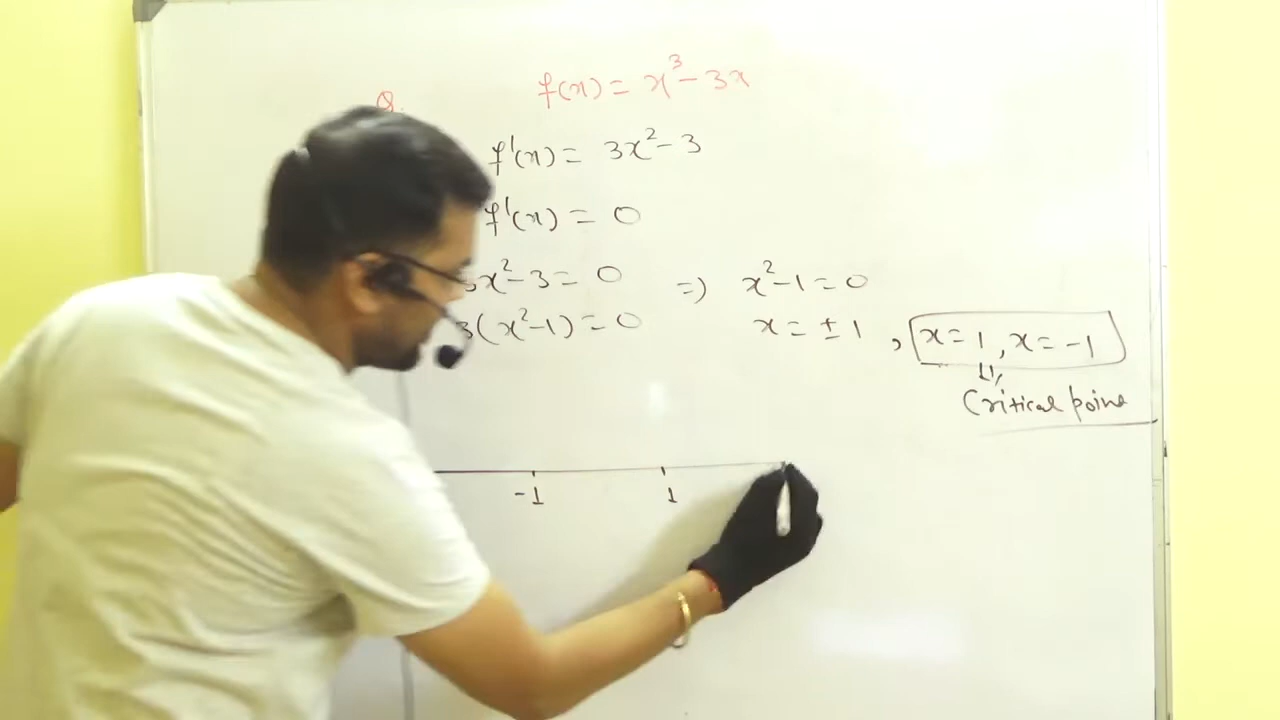 Q. f(x) = x³ - 3x
f'(x) = 3x² - 3
f'(x) = 0
3x² - 3 = 0 => x² - 1 = 0
3(x² - 1) = 0 x = ± 1 , x = 1 , x = -1
Critical point
-1 1